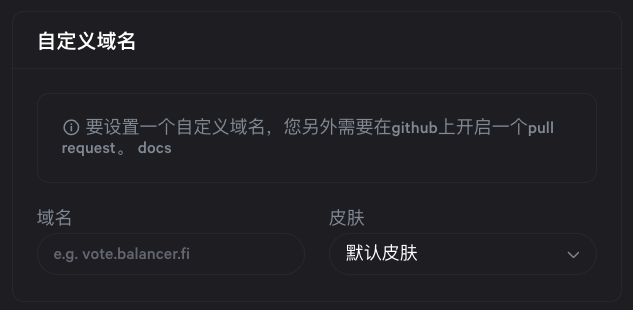 自定义域名
要设置一个自定义域名，您另外需要在github上开启一个pull
request。 docs
域名
皮肤
e.g. vote.balancer.fi
默认皮肤